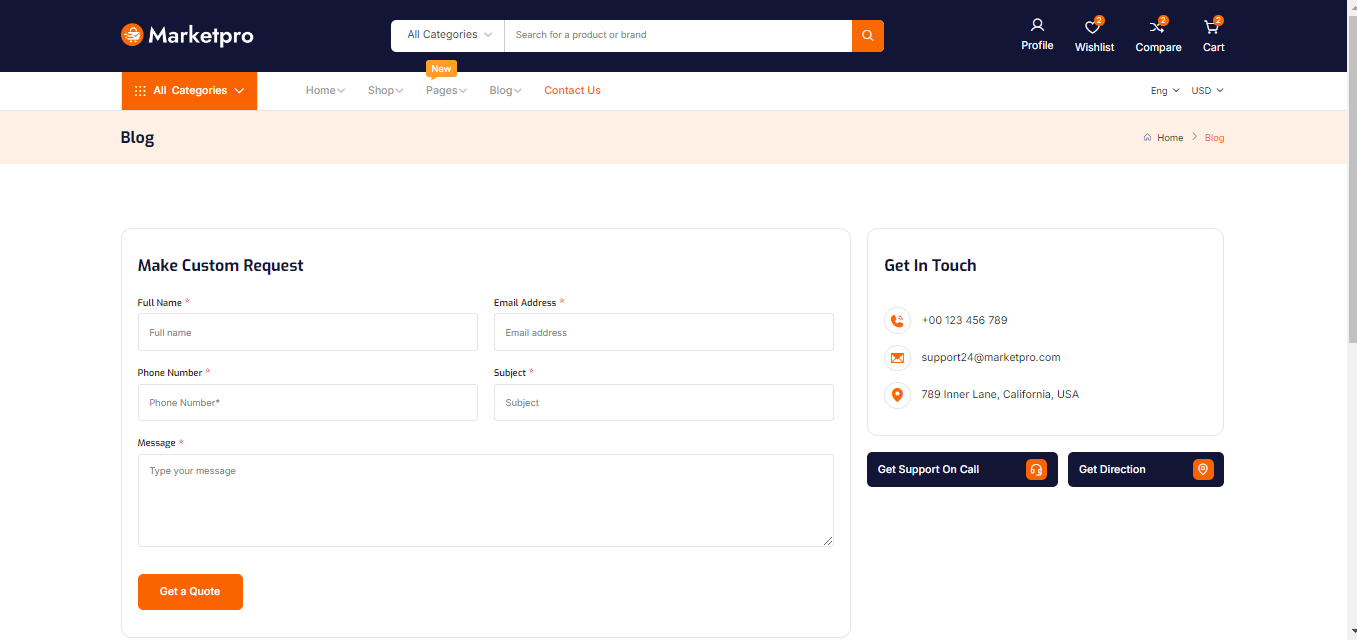 Marketpro
All Categories
Search for a product or brand
Profile
2
Wishlist
2
Compare
2
Cart
All Categories
Home
Shop
New
Pages
Blog
Contact Us
Eng
USD
Blog
Home
Blog
Make Custom Request
Full Name *
Email Address *
Full name
Email address
Phone Number *
Subject *
Phone Number*
Subject
Message *
Type your message
Get a Quote
Get In Touch
+00 123 456 789
support24@marketpro.com
789 Inner Lane, California, USA
Get Support On Call
Get Direction